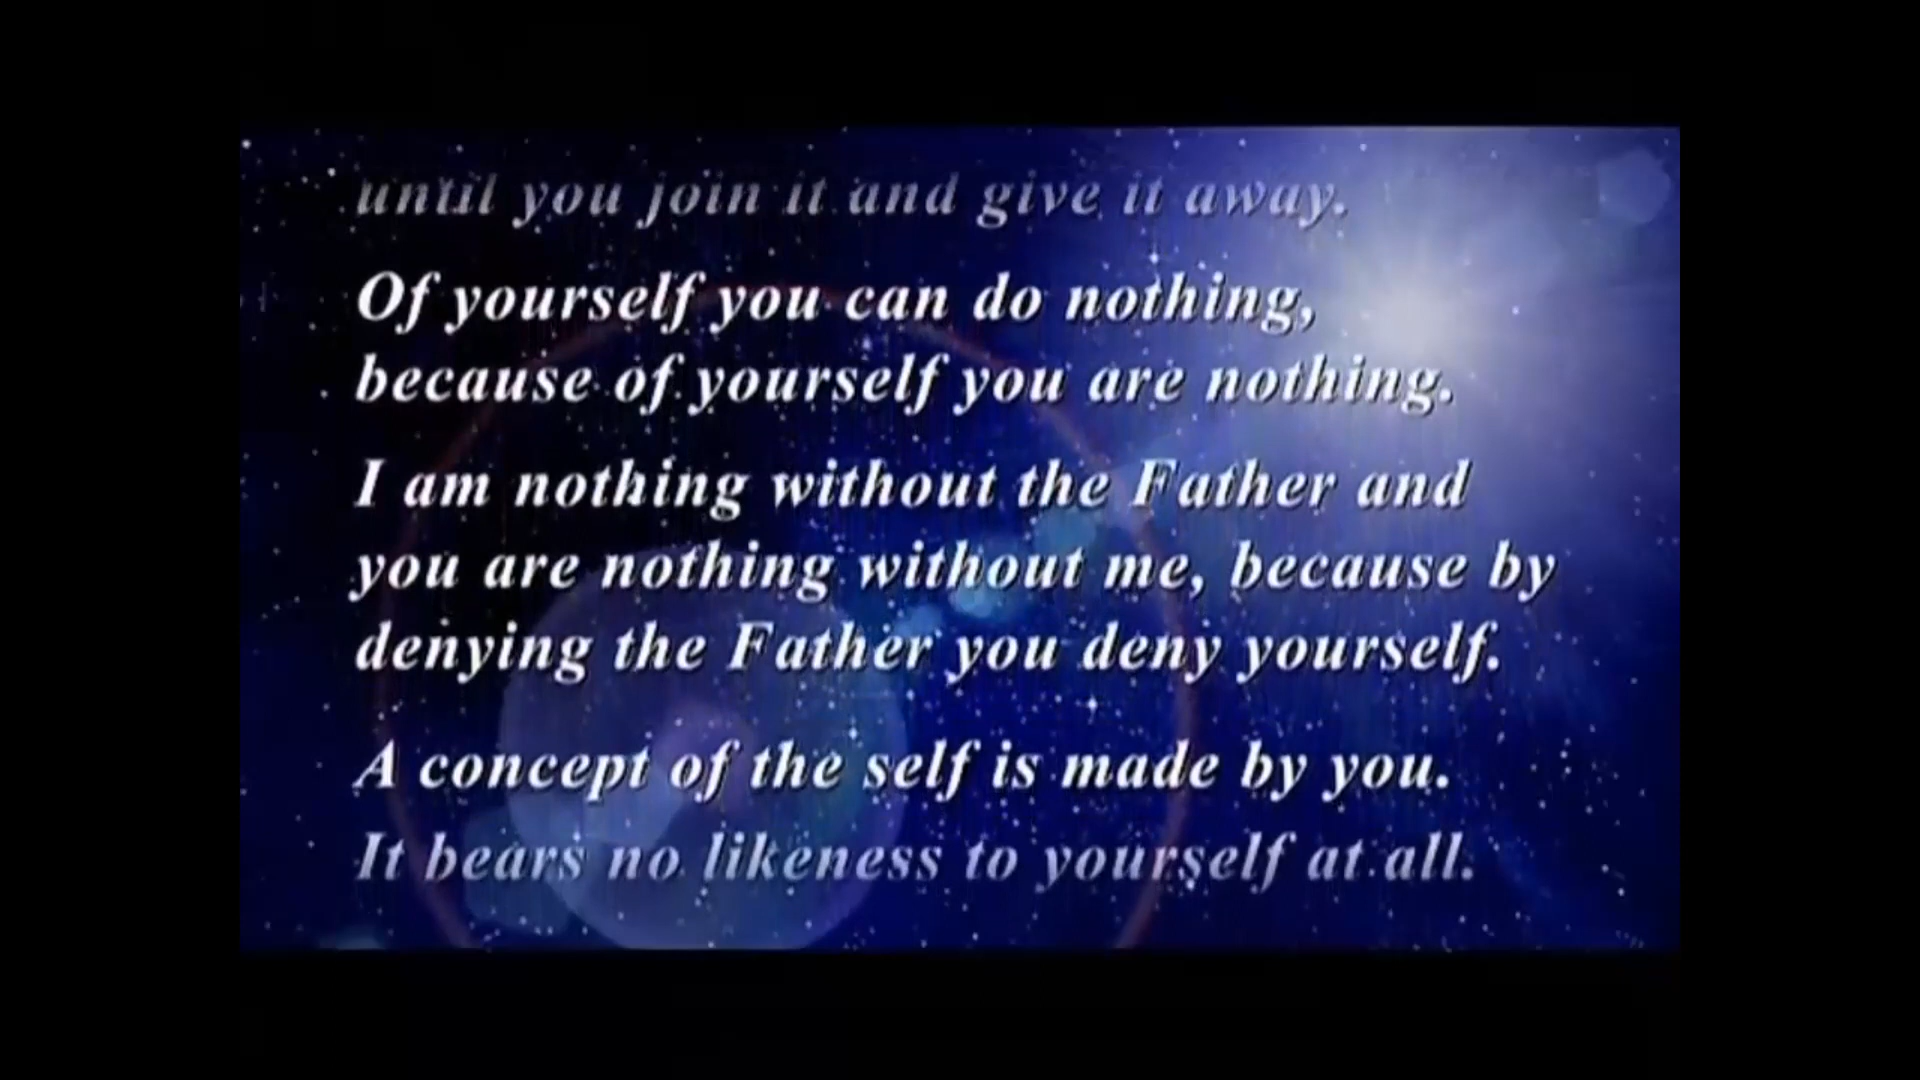 until you join it and give it away.
Of yourself you can do nothing,
because of yourself you are nothing.
I am nothing without the Father and
you are nothing without me, because by
denying the Father you deny yourself.
A concept of the self is made by you.
It bears no likeness to yourself at all.